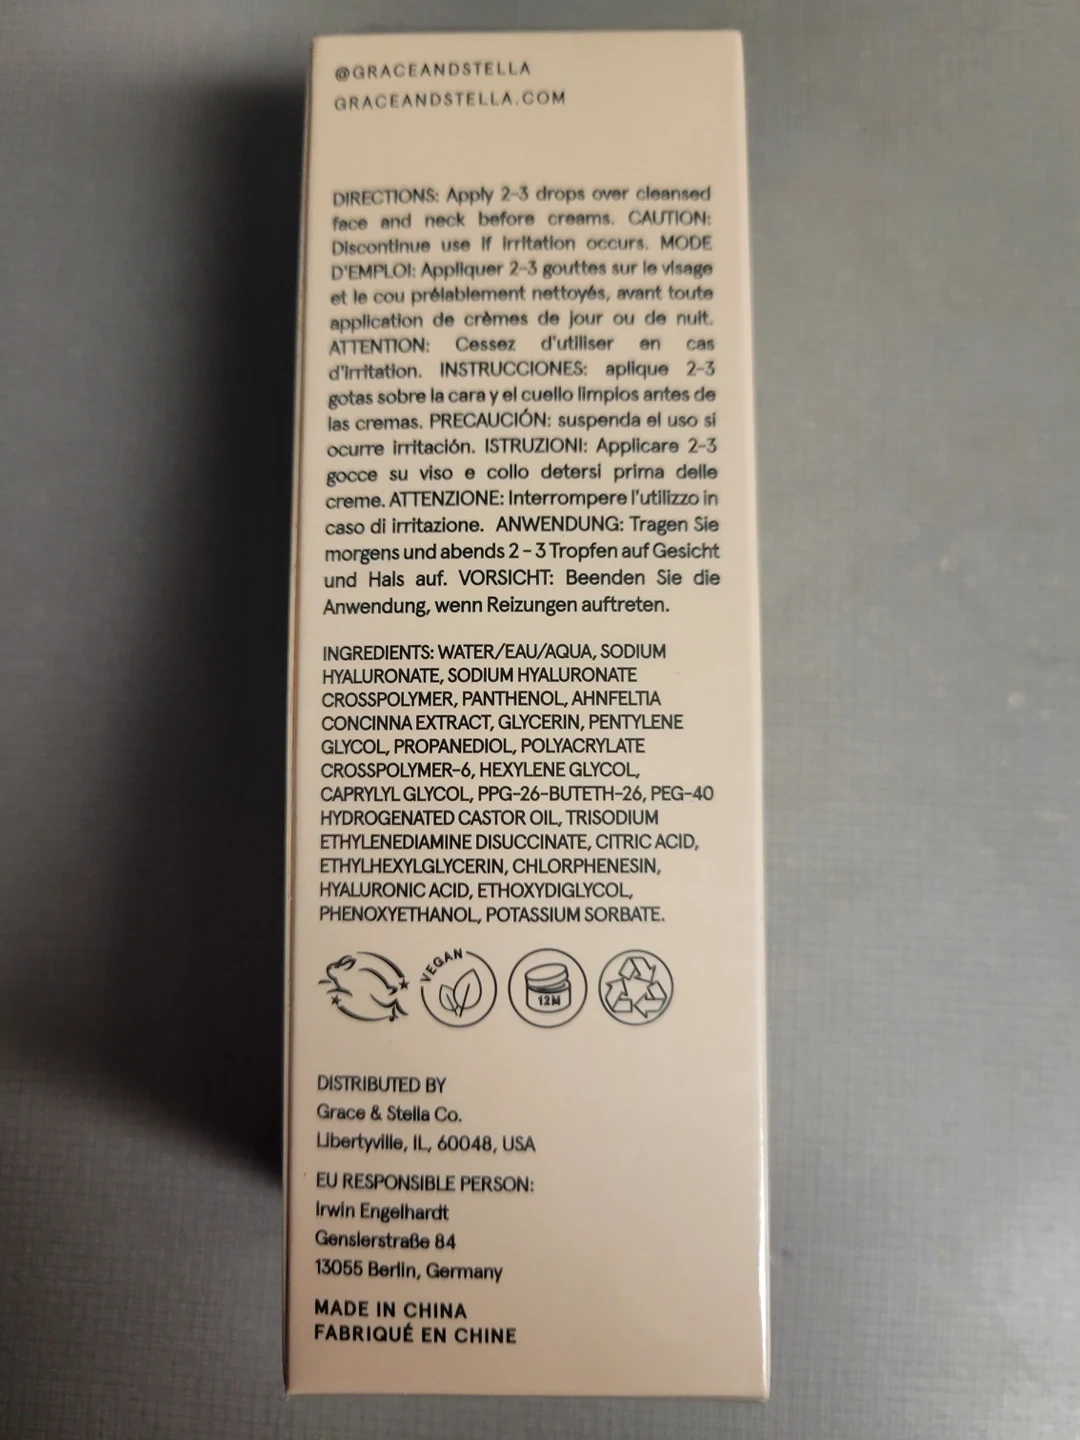 @GRACEANDSTELLA
GRACEANDSTELLA.COM
DIRECTIONS: Apply 2-3 drops over cleansed
face and neck before creams. CAUTION:
Discontinue use if irritation occurs. MODE
D'EMPLOI: Appliquer 2-3 gouttes sur le visage
et le cou prélablement nettoyés, avant toute
application de crèmes de jour ou de nuit.
ATTENTION: Cessez d'utiliser en cas
d'irritation. INSTRUCCIONES: aplique 2-3
gotas sobre la cara y el cuello limpios antes de
las cremas. PRECAUCIÓN: suspenda el uso si
ocurre irritación. ISTRUZIONI: Applicare 2-3
gocce su viso e collo detersi prima delle
creme. ATTENZIONE: Interrompere l'utilizzo in
caso di irritazione. ANWENDUNG: Tragen Sie
morgens und abends 2 - 3 Tropfen auf Gesicht
und Hals auf. VORSICHT: Beenden Sie die
Anwendung, wenn Reizungen auftreten.
INGREDIENTS: WATER/EAU/AQUA, SODIUM
HYALURONATE, SODIUM HYALURONATE
CROSSPOLYMER, PANTHENOL, AHNFELTIA
CONCINNA EXTRACT, GLYCERIN, PENTYLENE
GLYCOL, PROPANEDIOL, POLYACRYLATE
CROSSPOLYMER-6, HEXYLENE GLYCOL,
CAPRYLYL GLYCOL, PPG-26-BUTETH-26, PEG-40
HYDROGENATED CASTOR OIL, TRISODIUM
ETHYLENEDIAMINE DISUCCINATE, CITRIC ACID,
ETHYLHEXYLGLYCERIN, CHLORPHENESIN,
HYALURONIC ACID, ETHOXYDIGLYCOL,
PHENOXYETHANOL, POTASSIUM SORBATE.
VEGAN
12M
DISTRIBUTED BY
Grace & Stella Co.
Libertyville, IL, 60048, USA
EU RESPONSIBLE PERSON:
Irwin Engelhardt
Genslerstraße 84
13055 Berlin, Germany
MADE IN CHINA
FABRIQUÉ EN CHINE